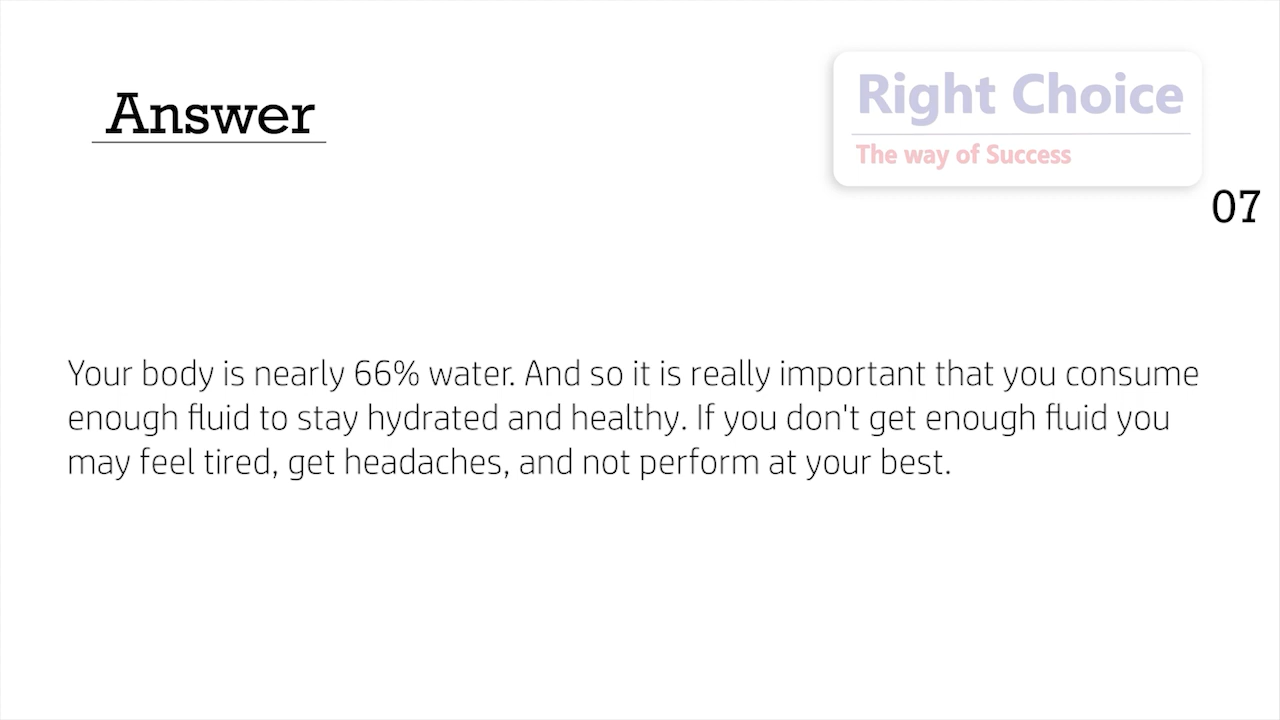 Answer
Right Choice
The way of Success
07
Your body is nearly 66% water. And so it is really important that you consume
enough fluid to stay hydrated and healthy. If you don't get enough fluid you
may feel tired, get headaches, and not perform at your best.